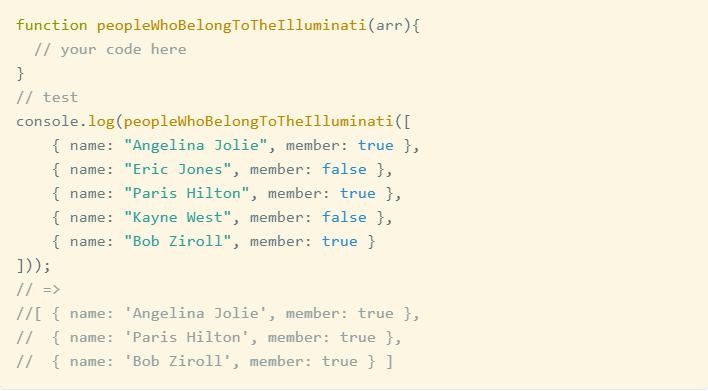 function peopleWhoBelongToTheIlluminati(arr){
  // your code here
}
// test
console.log(peopleWhoBelongToTheIlluminati([
    { name: "Angelina Jolie", member: true },
    { name: "Eric Jones", member: false },
    { name: "Paris Hilton", member: true },
    { name: "Kayne West", member: false },
    { name: "Bob Ziroll", member: true }
]));
// =>
//[ { name: 'Angelina Jolie', member: true },
//  { name: 'Paris Hilton', member: true },
//  { name: 'Bob Ziroll', member: true } ]